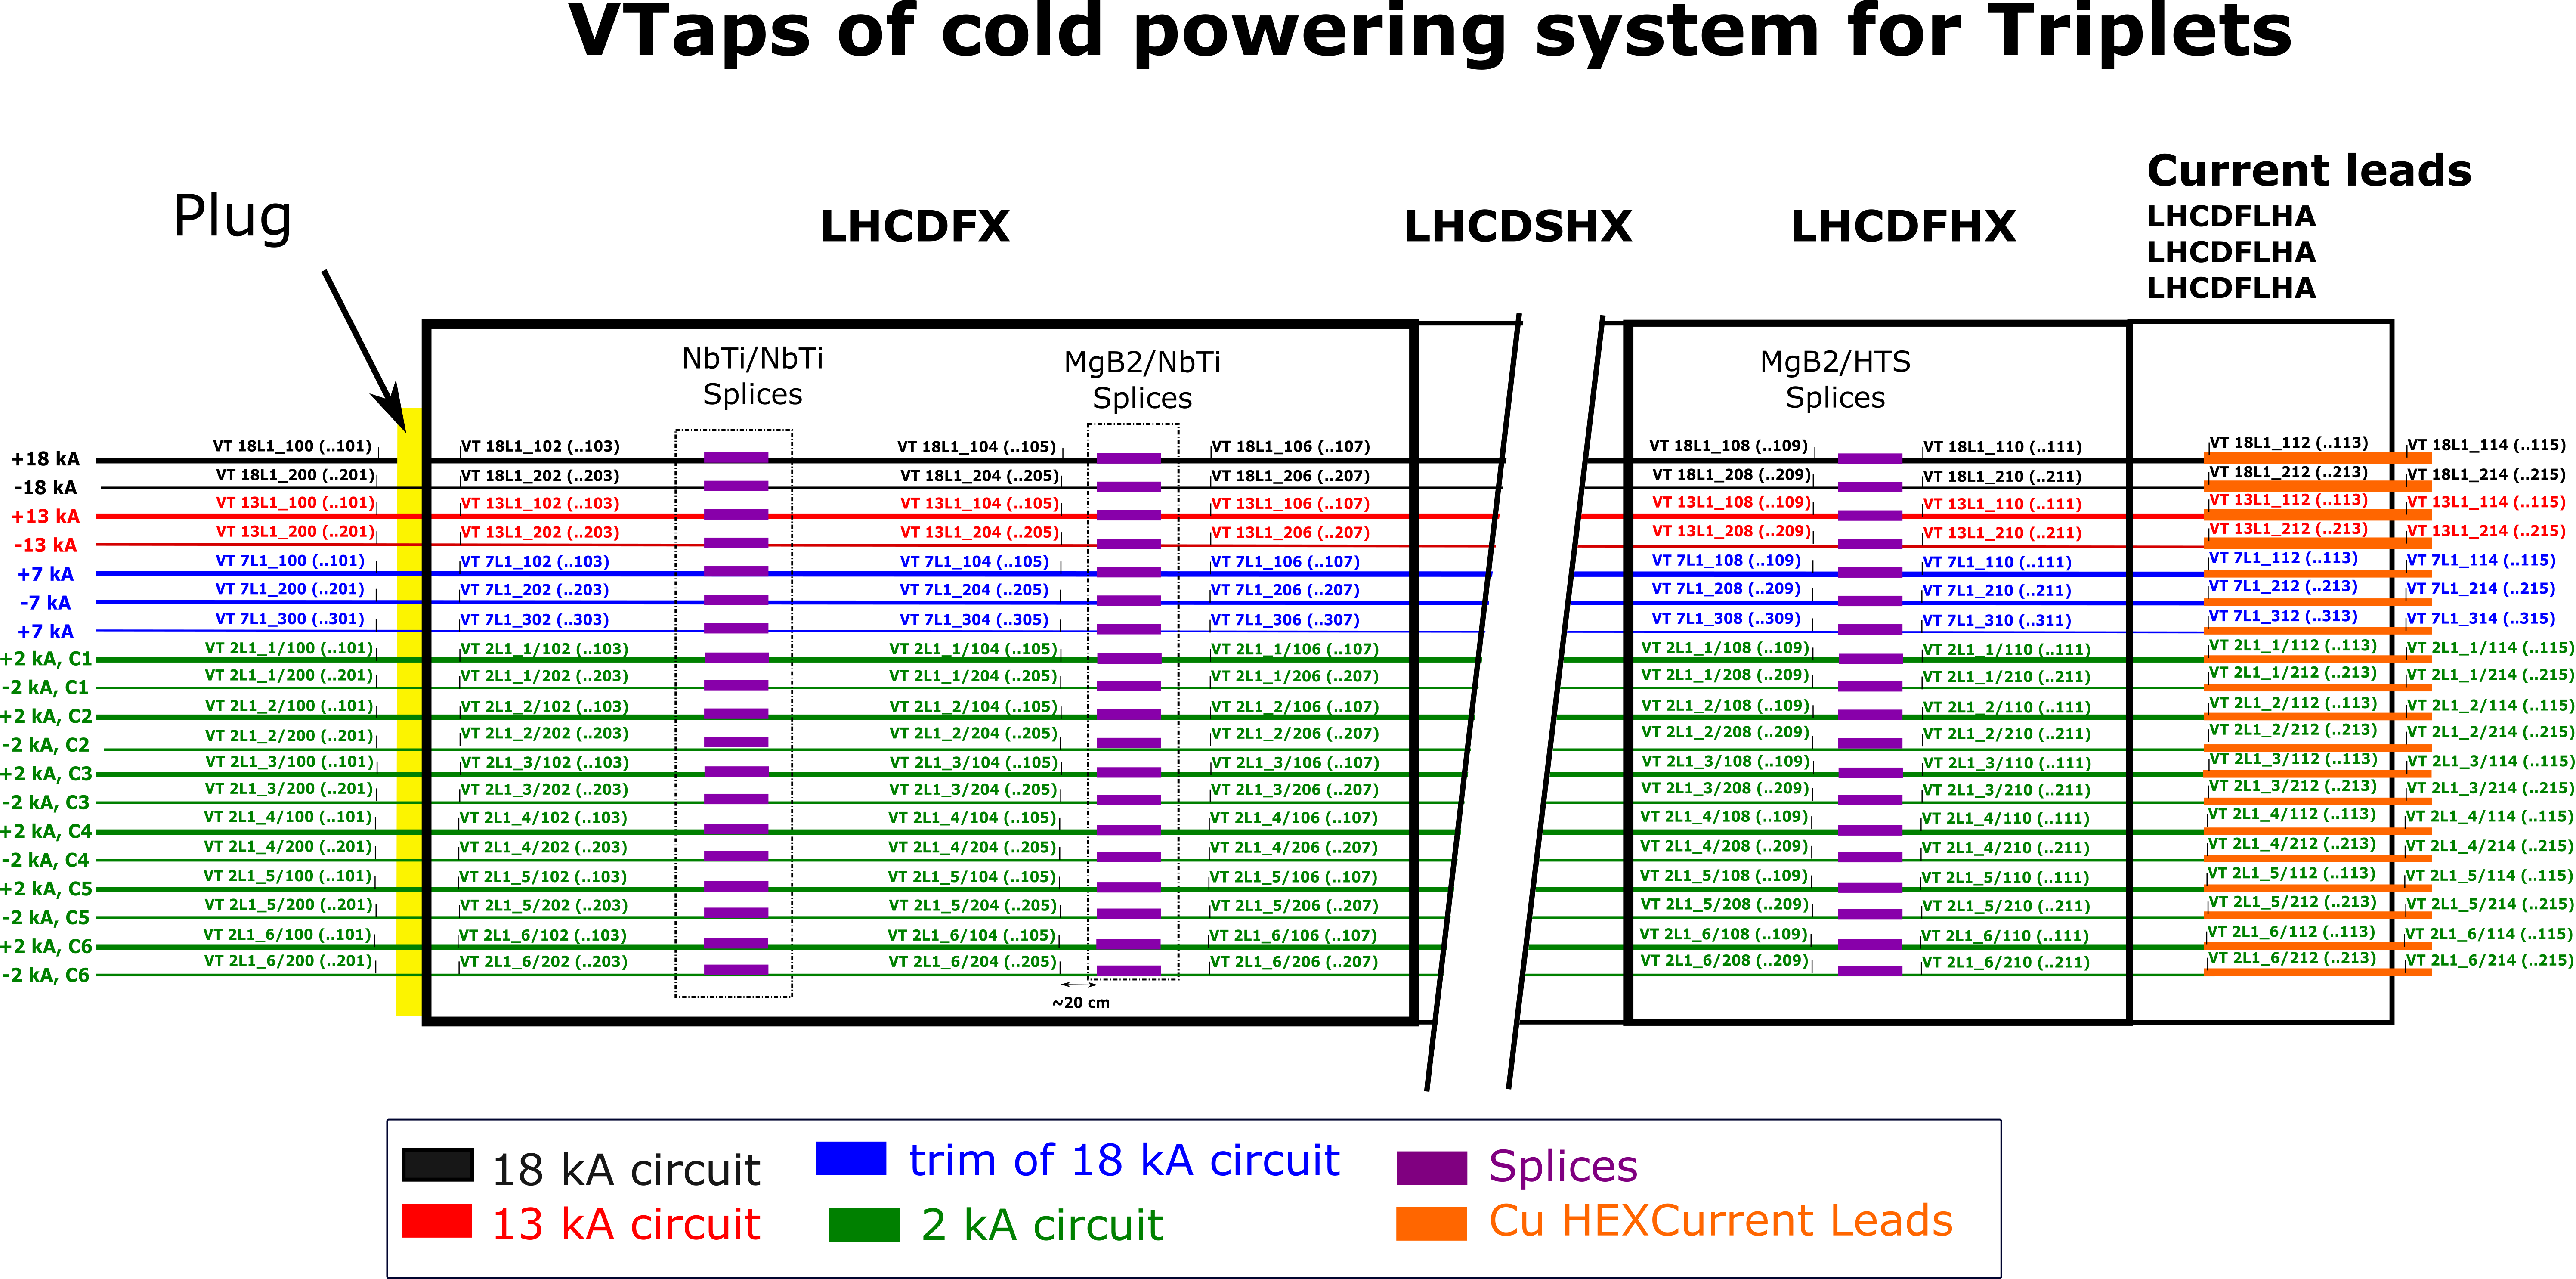 VTaps of cold powering system for Triplets
Plug
LHCDFX
LHCDSHX
LHCDFHX
Current leads
LHCDFLHA
LHCDFLHA
LHCDFLHA
NbTi/NbTi
Splices
MgB2/NbTi
Splices
MgB2/HTS
Splices
+18 kA VT 18L1_100 (..101) VT 18L1_102 (..103) VT 18L1_104 (..105) VT 18L1_106 (..107) VT 18L1_108 (..109) VT 18L1_110 (..111) VT 18L1_112 (..113) VT 18L1_114 (..115)
-18 kA VT 18L1_200 (..201) VT 18L1_202 (..203) VT 18L1_204 (..205) VT 18L1_206 (..207) VT 18L1_208 (..209) VT 18L1_210 (..211) VT 18L1_212 (..213) VT 18L1_214 (..215)
+13 kA VT 13L1_100 (..101) VT 13L1_102 (..103) VT 13L1_104 (..105) VT 13L1_106 (..107) VT 13L1_108 (..109) VT 13L1_110 (..111) VT 13L1_112 (..113) VT 13L1_114 (..115)
-13 kA VT 13L1_200 (..201) VT 13L1_202 (..203) VT 13L1_204 (..205) VT 13L1_206 (..207) VT 13L1_208 (..209) VT 13L1_210 (..211) VT 13L1_212 (..213) VT 13L1_214 (..215)
+7 kA VT 7L1_100 (..101) VT 7L1_102 (..103) VT 7L1_104 (..105) VT 7L1_106 (..107) VT 7L1_108 (..109) VT 7L1_110 (..111) VT 7L1_112 (..113) VT 7L1_114 (..115)
-7 kA VT 7L1_200 (..201) VT 7L1_202 (..203) VT 7L1_204 (..205) VT 7L1_206 (..207) VT 7L1_208 (..209) VT 7L1_210 (..211) VT 7L1_212 (..213) VT 7L1_214 (..215)
+7 kA VT 7L1_300 (..301) VT 7L1_302 (..303) VT 7L1_304 (..305) VT 7L1_306 (..307) VT 7L1_308 (..309) VT 7L1_310 (..311) VT 7L1_312 (..313) VT 7L1_314 (..315)
+2 kA, C1 VT 2L1_1/100 (..101) VT 2L1_1/102 (..103) VT 2L1_1/104 (..105) VT 2L1_1/106 (..107) VT 2L1_1/108 (..109) VT 2L1_1/110 (..111) VT 2L1_1/112 (..113) VT 2L1_1/114 (..115)
-2 kA, C1 VT 2L1_1/200 (..201) VT 2L1_1/202 (..203) VT 2L1_1/204 (..205) VT 2L1_1/206 (..207) VT 2L1_1/208 (..209) VT 2L1_1/210 (..211) VT 2L1_1/212 (..213) VT 2L1_1/214 (..215)
+2 kA, C2 VT 2L1_2/100 (..101) VT 2L1_2/102 (..103) VT 2L1_2/104 (..105) VT 2L1_2/106 (..107) VT 2L1_2/108 (..109) VT 2L1_2/110 (..111) VT 2L1_2/112 (..113) VT 2L1_2/114 (..115)
-2 kA, C2 VT 2L1_2/200 (..201) VT 2L1_2/202 (..203) VT 2L1_2/204 (..205) VT 2L1_2/206 (..207) VT 2L1_2/208 (..209) VT 2L1_2/210 (..211) VT 2L1_2/212 (..213) VT 2L1_2/214 (..215)
+2 kA, C3 VT 2L1_3/100 (..101) VT 2L1_3/102 (..103) VT 2L1_3/104 (..105) VT 2L1_3/106 (..107) VT 2L1_3/108 (..109) VT 2L1_3/110 (..111) VT 2L1_3/112 (..113) VT 2L1_3/114 (..115)
-2 kA, C3 VT 2L1_3/200 (..201) VT 2L1_3/202 (..203) VT 2L1_3/204 (..205) VT 2L1_3/206 (..207) VT 2L1_3/208 (..209) VT 2L1_3/210 (..211) VT 2L1_3/212 (..213) VT 2L1_3/214 (..215)
+2 kA, C4 VT 2L1_4/100 (..101) VT 2L1_4/102 (..103) VT 2L1_4/104 (..105) VT 2L1_4/106 (..107) VT 2L1_4/108 (..109) VT 2L1_4/110 (..111) VT 2L1_4/112 (..113) VT 2L1_4/114 (..115)
-2 kA, C4 VT 2L1_4/200 (..201) VT 2L1_4/202 (..203) VT 2L1_4/204 (..205) VT 2L1_4/206 (..207) VT 2L1_4/208 (..209) VT 2L1_4/210 (..211) VT 2L1_4/212 (..213) VT 2L1_4/214 (..215)
+2 kA, C5 VT 2L1_5/100 (..101) VT 2L1_5/102 (..103) VT 2L1_5/104 (..105) VT 2L1_5/106 (..107) VT 2L1_5/108 (..109) VT 2L1_5/110 (..111) VT 2L1_5/112 (..113) VT 2L1_5/114 (..115)
-2 kA, C5 VT 2L1_5/200 (..201) VT 2L1_5/202 (..203) VT 2L1_5/204 (..205) VT 2L1_5/206 (..207) VT 2L1_5/208 (..209) VT 2L1_5/210 (..211) VT 2L1_5/212 (..213) VT 2L1_5/214 (..215)
+2 kA, C6 VT 2L1_6/100 (..101) VT 2L1_6/102 (..103) VT 2L1_6/104 (..105) VT 2L1_6/106 (..107) VT 2L1_6/108 (..109) VT 2L1_6/110 (..111) VT 2L1_6/112 (..113) VT 2L1_6/114 (..115)
-2 kA, C6 VT 2L1_6/200 (..201) VT 2L1_6/202 (..203) VT 2L1_6/204 (..205) VT 2L1_6/206 (..207) VT 2L1_6/208 (..209) VT 2L1_6/210 (..211) VT 2L1_6/212 (..213) VT 2L1_6/214 (..215)
~20 cm
18 kA circuit
trim of 18 kA circuit
Splices
13 kA circuit
2 kA circuit
Cu HEXCurrent Leads